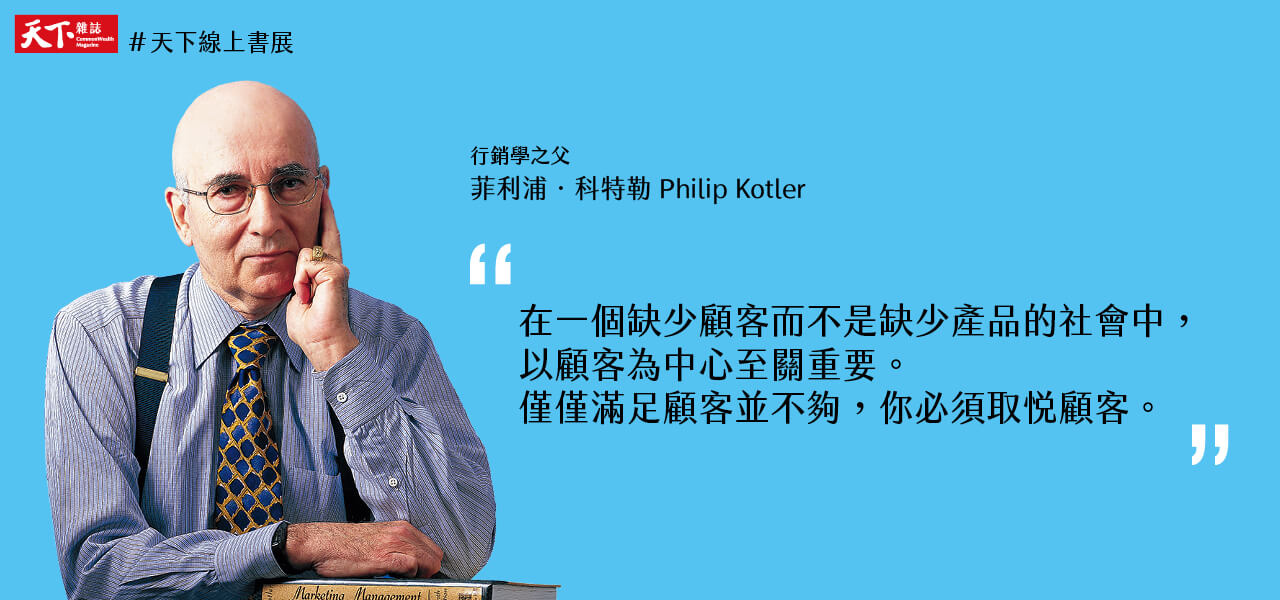 天下 雜誌
CommonWealth
Magazine
#天下線上書展
行銷學之父
菲利浦·科特勒 Philip Kotler
“
在一個缺少顧客而不是缺少產品的社會中，
以顧客為中心至關重要。
僅僅滿足顧客並不夠，你必須取悅顧客。
”
Marketing Management